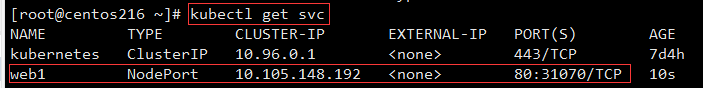 [root@centos216 ~]# kubectl get svc
NAME TYPE CLUSTER-IP EXTERNAL-IP PORT(S) AGE
kubernetes ClusterIP 10.96.0.1 <none> 443/TCP 7d4h
web1 NodePort 10.105.148.192 <none> 80:31070/TCP 10s